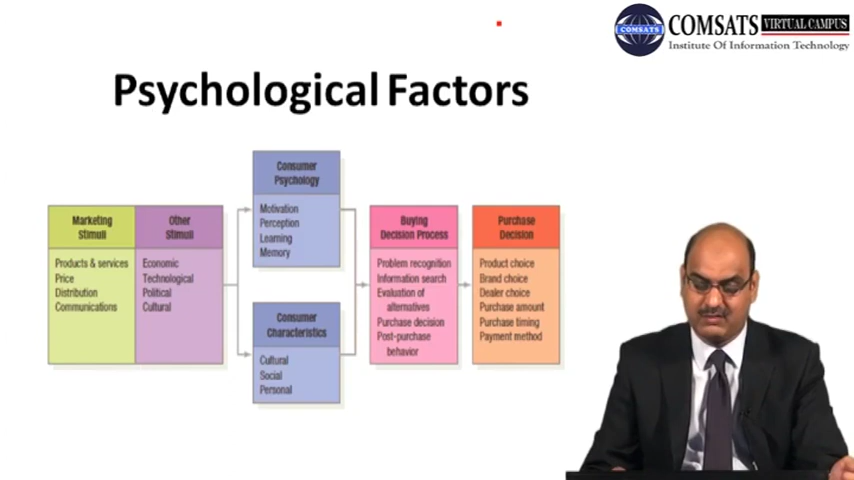 COMSATS
COMSATS VIRTUAL CAMPUS
Institute Of Information Technology
Psychological Factors
Consumer
Psychology
Motivation
Perception
Learning
Memory
Marketing
Stimuli
Products & services
Price
Distribution
Communications
Other
Stimuli
Economic
Technological
Political
Cultural
Consumer
Characteristics
Cultural
Social
Personal
Buying
Decision Process
Problem recognition
Information search
Evaluation of
alternatives
Purchase decision
Post-purchase
behavior
Purchase
Decision
Product choice
Brand choice
Dealer choice
Purchase amount
Purchase timing
Payment method